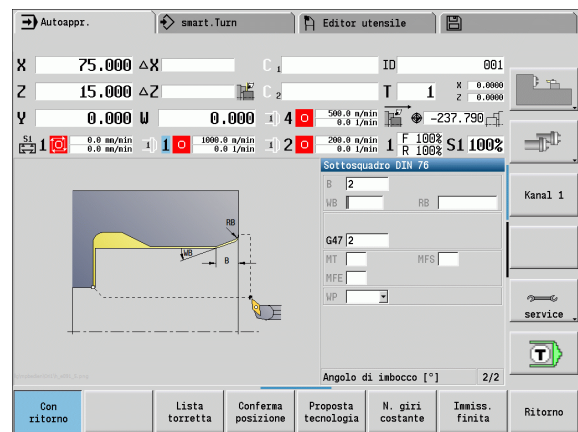 Autoappr. smart.Turn Editor utensile
X 75.000 △X C 1 ID 001
Z 15.000 △Z C 2 T 1 X 0.0000 Z 0.0000
Y 0.000 W 0.000 4 500.0 m/min 0.0 1/min -237.790
S1 1 0.0 mm/min 0.0 mm/min 1 1000.0 m/min 0.0 1/min 2 200.0 m/min 0.0 1/min 1 F 100% R 100% S1 100%
Sottosquadro DIN 76
B 2
WB RB
G47 2
MT MFS
MFE
WP
RB
WB
B
Angolo di imbocco [°] 2/2
Kanal 1
service
T
Con ritorno
Lista torretta
Conferma posizione
Proposta tecnologia
N. giri costante
Immiss. finita
Ritorno